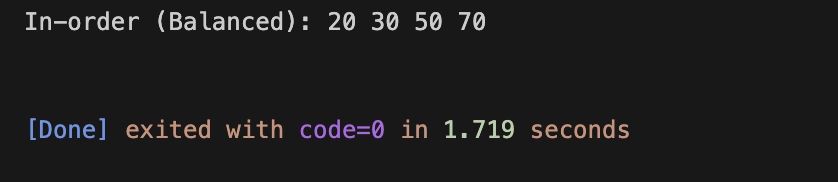 In-order (Balanced): 20 30 50 70
[Done] exited with code=0 in 1.719 seconds